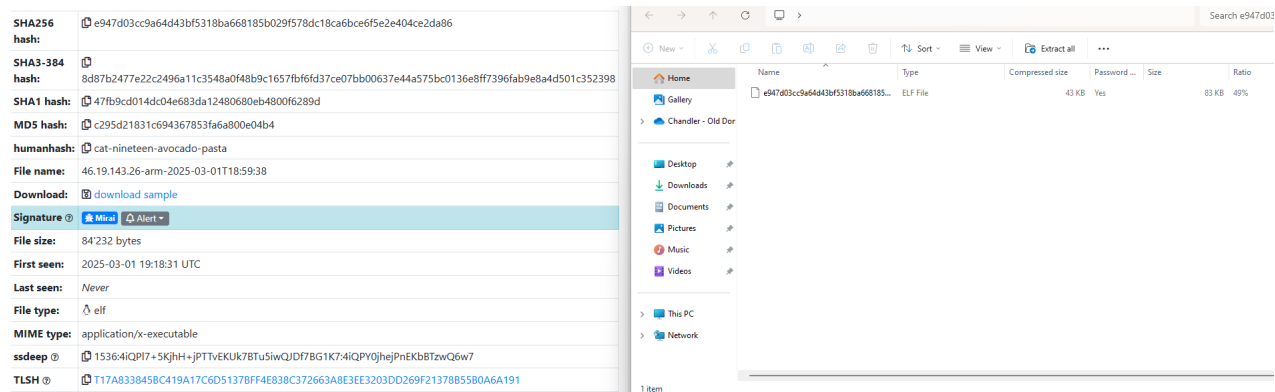 SHA256 hash: e947d03cc9a64d43bf5318ba668185b029f578dc18ca6bce6f5e2e404ce2da86
SHA3-384 hash: 8d87b2477e22c2496a11c3548a0f48b9c1657fbf6fd37ce07bb00637e44a575bc0136e8ff7396fab9e8a4d501c352398
SHA1 hash: 47fb9cd014dc04e683da12480680eb4800f6289d
MD5 hash: c295d21831c694367853fa6a800e04b4
humanhash: cat-nineteen-avocado-pasta
File name: 46.19.143.26-arm-2025-03-01T18:59:38
Download: download sample
Signature Mirai Alert
File size: 84'232 bytes
First seen: 2025-03-01 19:18:31 UTC
Last seen: Never
File type: elf
MIME type: application/x-executable
ssdeep 1536:4iQPl7+5KjhH+jPTTvEKUk7BTu5iwQJDf7BG1K7:4iQPY0jhejPnEKbBTzwQ6w7
TLSH T17A833845BC419A17C6D5137BFF4E838C372663A8E3EE3203DD269F21378B55B0A6A191
Search e947d03
New Sort View Extract all ...
Name Type Compressed size Password ... Size Ratio
e947d03cc9a64d43bf5318ba668185... ELF File 43 KB Yes 83 KB 49%
Home
Gallery
Chandler - Old Dor
Desktop
Downloads
Documents
Pictures
Music
Videos
This PC
Network
1 item